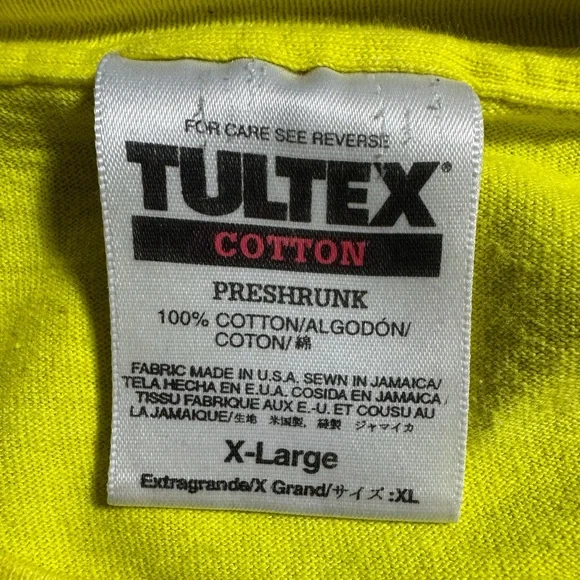 FOR CARE SEE REVERSE
TULTEX®
COTTON
PRESHRUNK
100% COTTON/ALGODÓN/
COTON/綿
FABRIC MADE IN U.S.A. SEWN IN JAMAICA/
TELA HECHA EN E.U.A. COSIDA EN JAMAICA/
TISSU FABRIQUE AUX E.-U. ET COUSU AU
LA JAMAIQUE/生地 米国製, 縫製 ジャマイカ
X-Large
Extragrande/X Grand/サイズ:XL